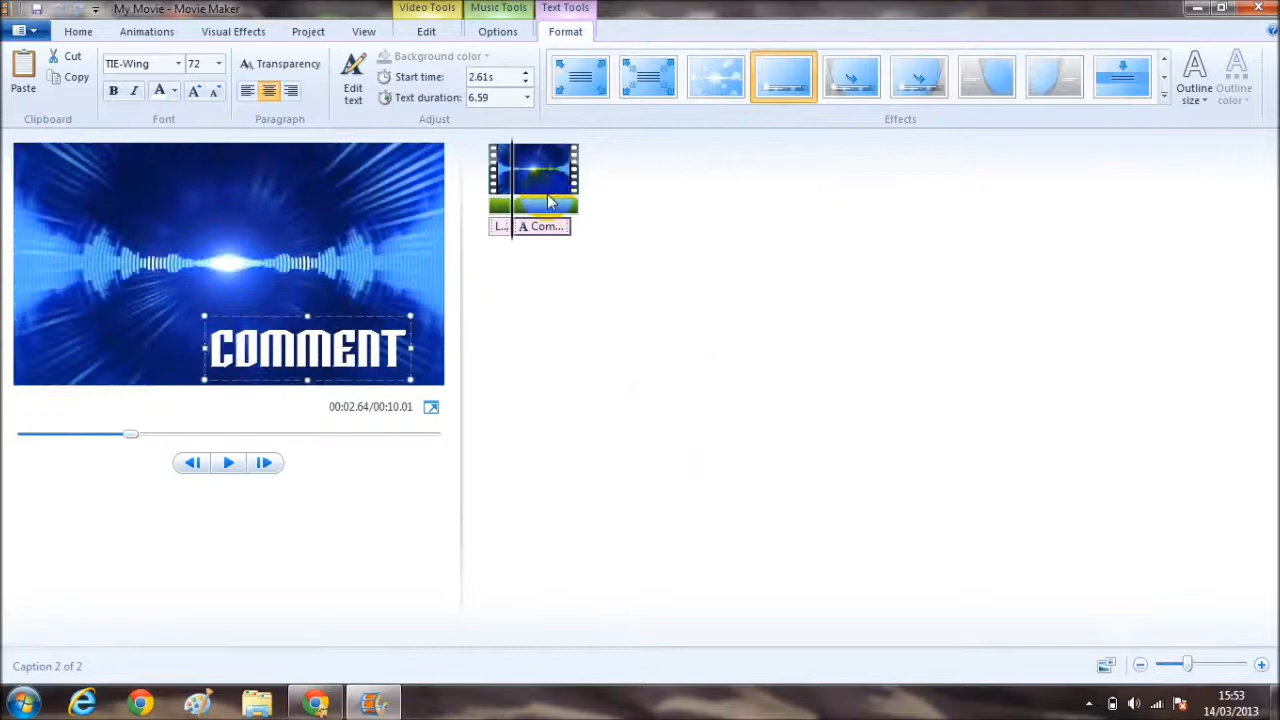 My Movie - Movie Maker
Video Tools
Music Tools
Text Tools
Home
Animations
Visual Effects
Project
View
Edit
Options
Format
Paste
Cut
Copy
Clipboard
TIE-Wing
72
B
I
A
A
A
Font
Transparency
Paragraph
Edit text
Background color
Start time:
2.61s
Text duration:
6.59
Adjust
Effects
Outline size
Outline color
COMMENT
L...
A Com...
00:02.64/00:10.01
Caption 2 of 2
15:53
14/03/2013